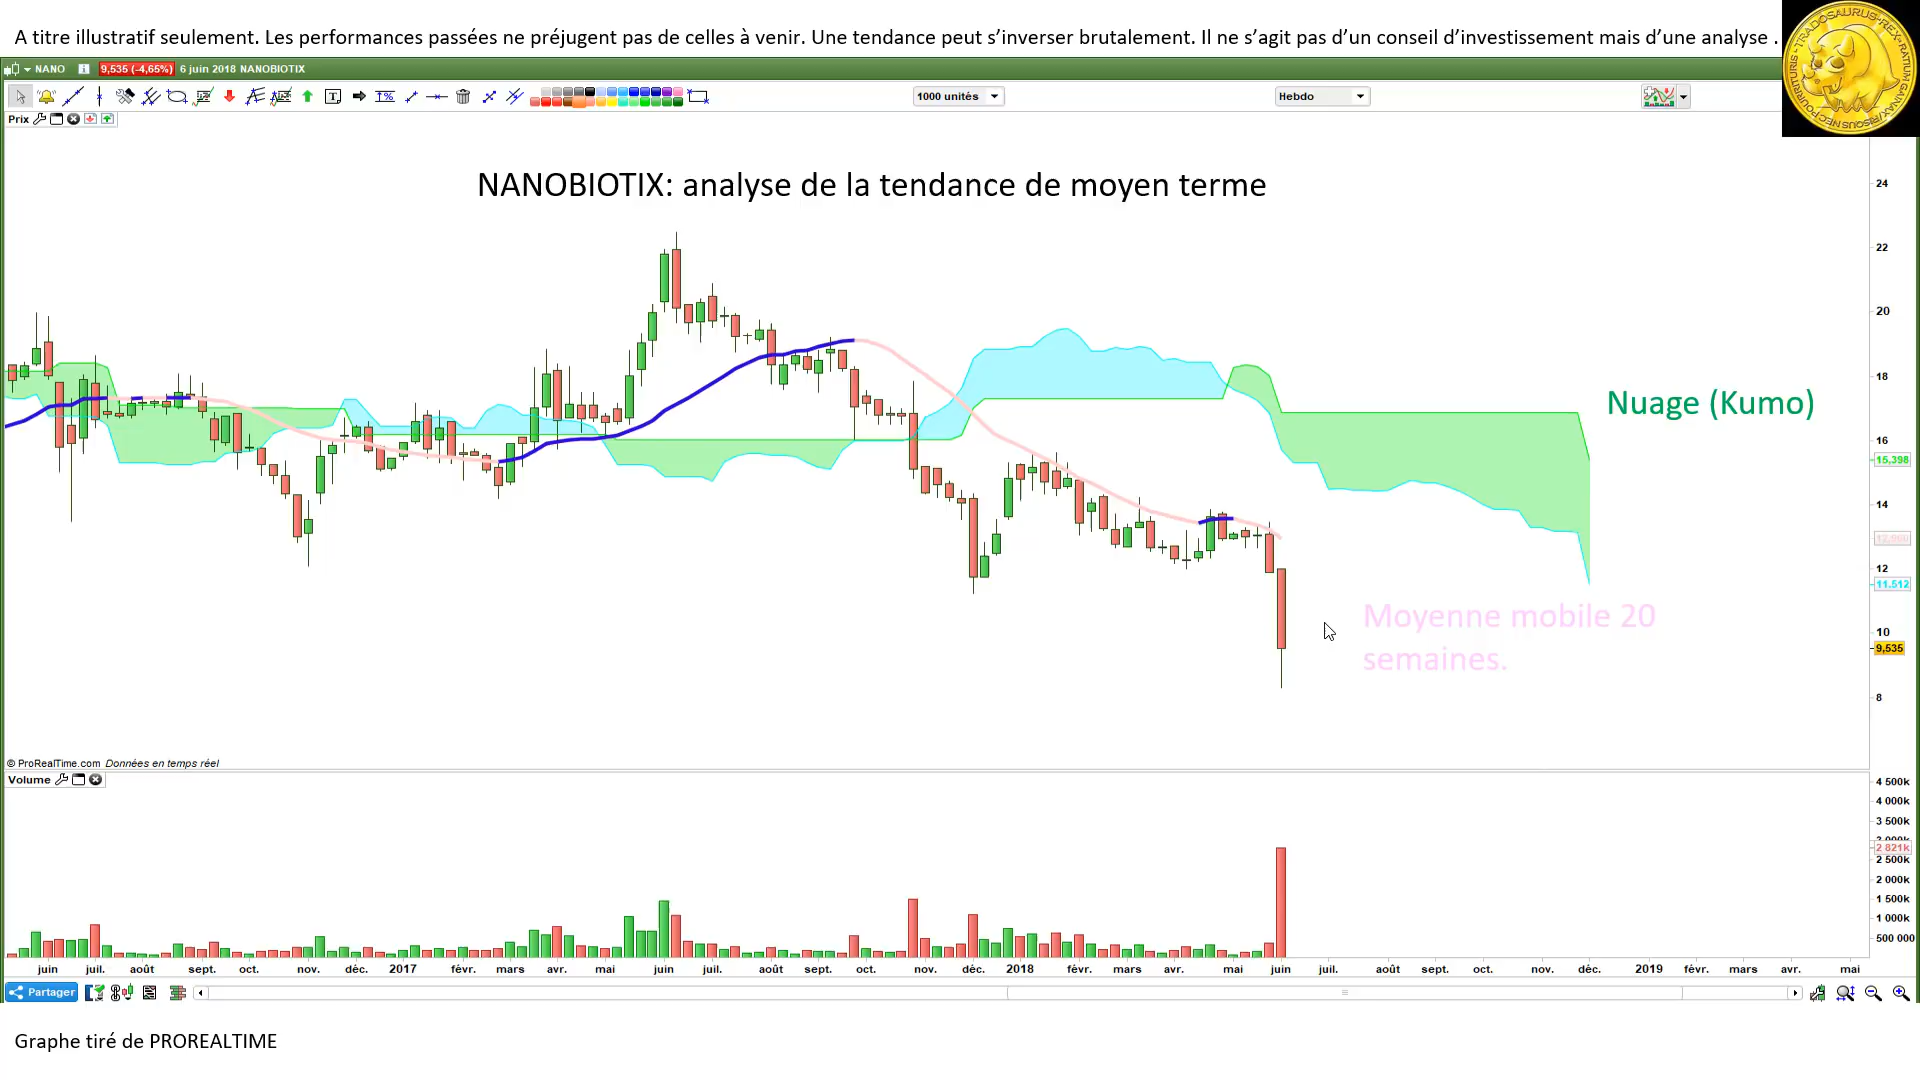 A titre illustratif seulement. Les performances passées ne préjugent pas de celles à venir. Une tendance peut s’inverser brutalement. Il ne s’agit pas d’un conseil d’investissement mais d’une analyse .
TRADOSAURUS-REX
NANO 9,535 (-4,65%) 6 juin 2018 NANOBIOTIX
1000 unités
Hebdo
Prix
NANOBIOTIX: analyse de la tendance de moyen terme
24
22
20
18
Nuage (Kumo)
16
15,398
14
12,960
12
11,512
Moyenne mobile 20
semaines.
10
9,535
8
© ProRealTime.com Données en temps réel
Volume
4 500k
4 000k
3 500k
2 821k
2 500k
2 000k
1 500k
1 000k
500 000
juin juil. août sept. oct. nov. déc. 2017 févr. mars avr. mai juin juil. août sept. oct. nov. déc. 2018 févr. mars avr. mai juin juil. août sept. oct. nov. déc. 2019 févr. mars avr. mai
Partager
Graphe tiré de PROREALTIME